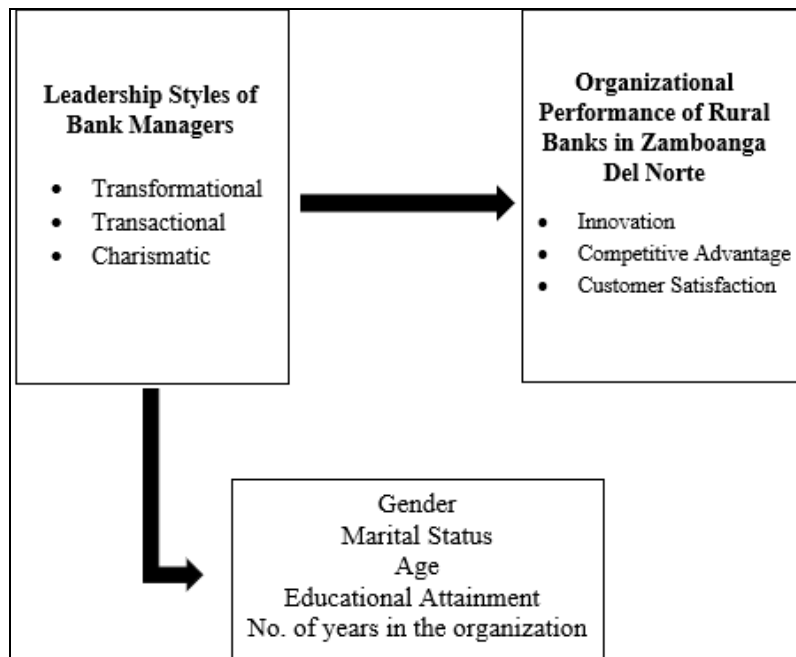 Leadership Styles of
Bank Managers
• Transformational
• Transactional
• Charismatic
Organizational
Performance of Rural
Banks in Zamboanga
Del Norte
• Innovation
• Competitive Advantage
• Customer Satisfaction
Gender
Marital Status
Age
Educational Attainment
No. of years in the organization